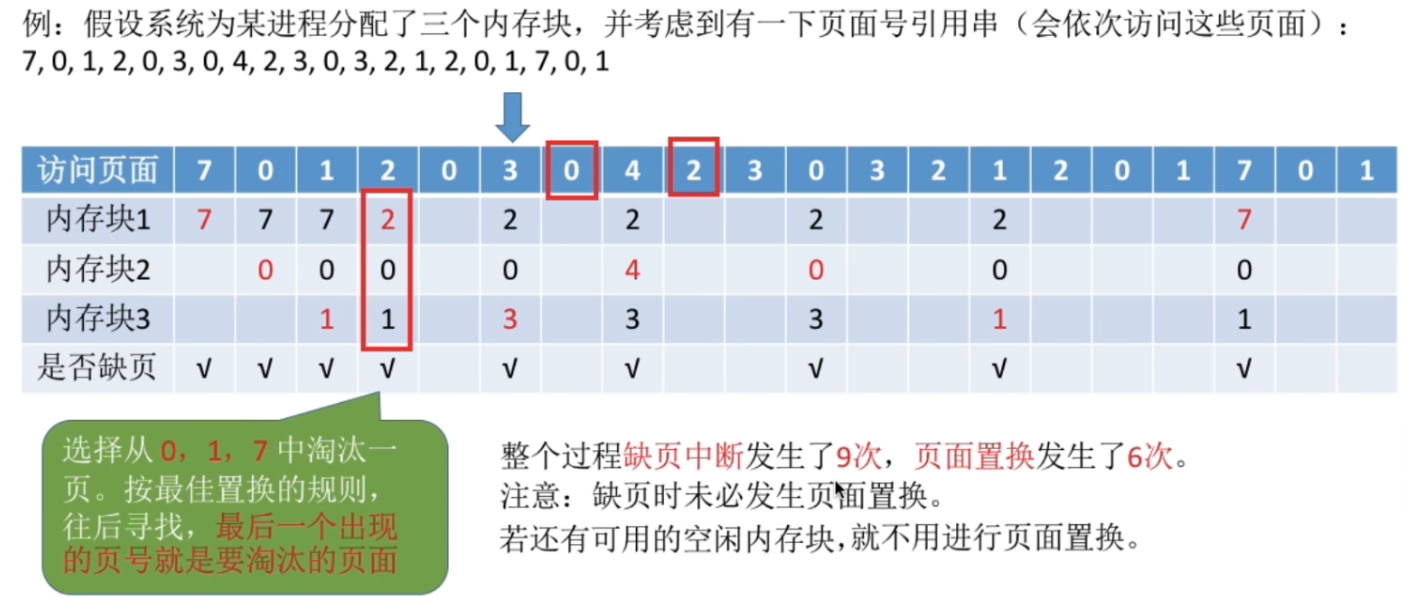 例：假设系统为某进程分配了三个内存块，并考虑到有一下页面号引用串（会依次访问这些页面）：
7, 0, 1, 2, 0, 3, 0, 4, 2, 3, 0, 3, 2, 1, 2, 0, 1, 7, 0, 1
访问页面 7 0 1 2 0 3 0 4 2 3 0 3 2 1 2 0 1 7 0 1
内存块1 7 7 7 2 2 2 2 2 7
内存块2 0 0 0 0 4 0 0 0
内存块3 1 1 3 3 3 1 1
是否缺页 √ √ √ √ √ √ √ √ √
选择从 0，1，7 中淘汰一
页。按最佳置换的规则，
往后寻找，最后一个出现
的页号就是要淘汰的页面
整个过程缺页中断发生了9次，页面置换发生了6次。
注意：缺页时未必发生页面置换。
若还有可用的空闲内存块，就不用进行页面置换。